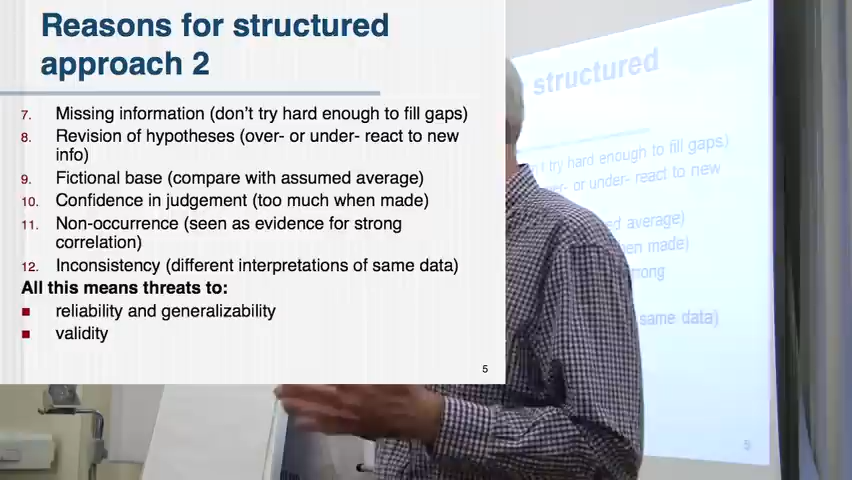 Reasons for structured
approach 2
7. Missing information (don't try hard enough to fill gaps)
8. Revision of hypotheses (over- or under- react to new
info)
9. Fictional base (compare with assumed average)
10. Confidence in judgement (too much when made)
11. Non-occurrence (seen as evidence for strong
correlation)
12. Inconsistency (different interpretations of same data)
All this means threats to:
■ reliability and generalizability
■ validity
5
structured
try hard enough to fill gaps)
or under- react to new
average)
made)
strong
same data)
5